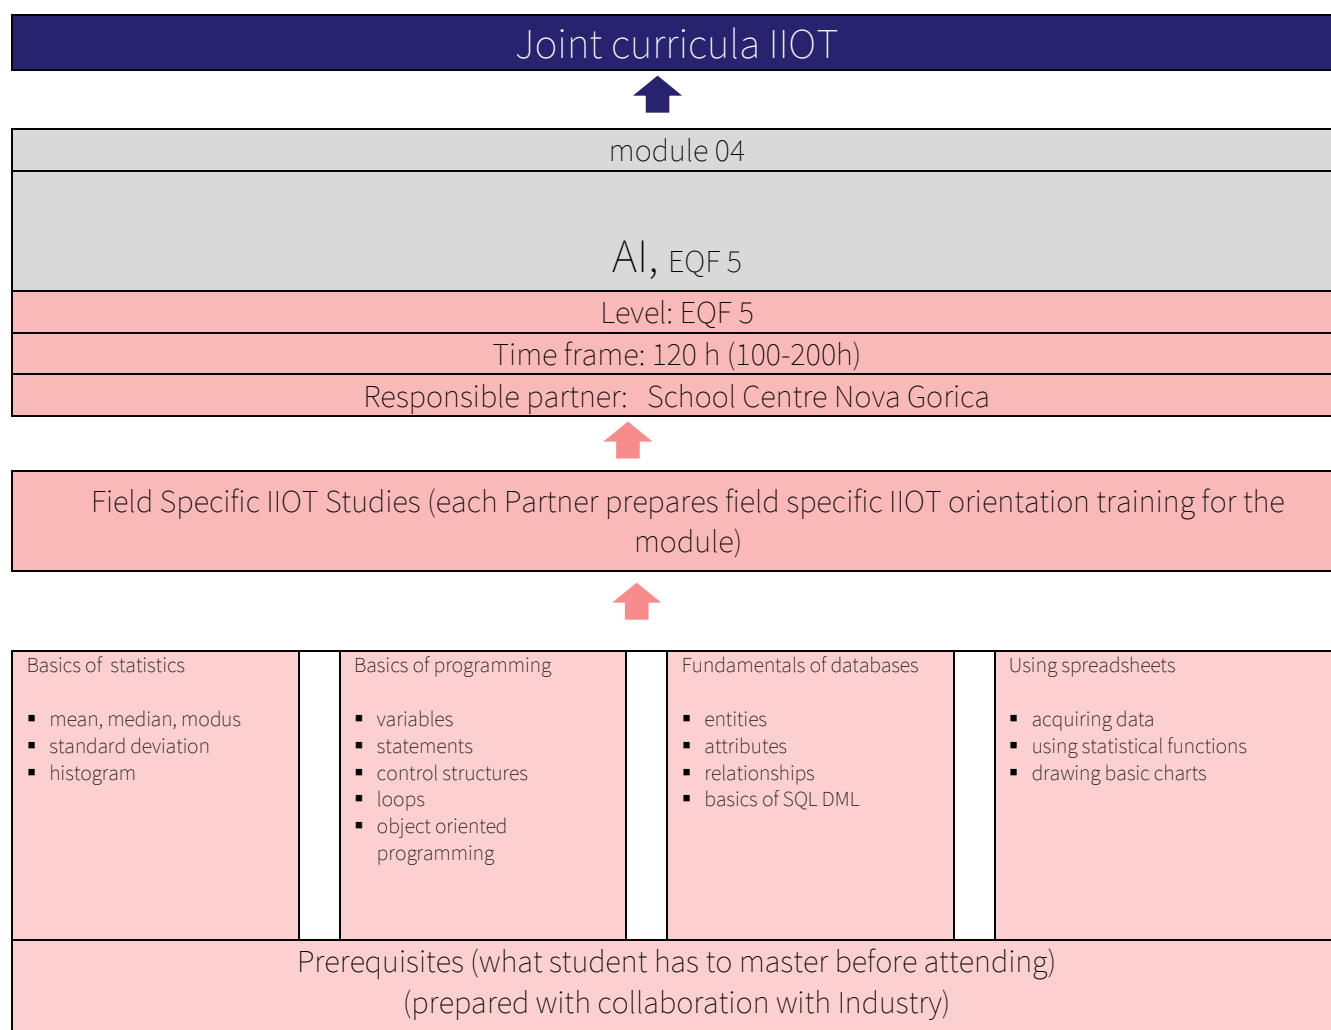 Joint curricula IIOT
module 04
AI, EQF 5
Level: EQF 5
Time frame: 120 h (100-200h)
Responsible partner: School Centre Nova Gorica
Field Specific IIOT Studies (each Partner prepares field specific IIOT orientation training for the
module)
Basics of statistics
▪ mean, median, modus
▪ standard deviation
▪ histogram
Basics of programming
▪ variables
▪ statements
▪ control structures
▪ loops
▪ object oriented
programming
Fundamentals of databases
▪ entities
▪ attributes
▪ relationships
▪ basics of SQL DML
Using spreadsheets
▪ acquiring data
▪ using statistical functions
▪ drawing basic charts
Prerequisites (what student has to master before attending)
(prepared with collaboration with Industry)